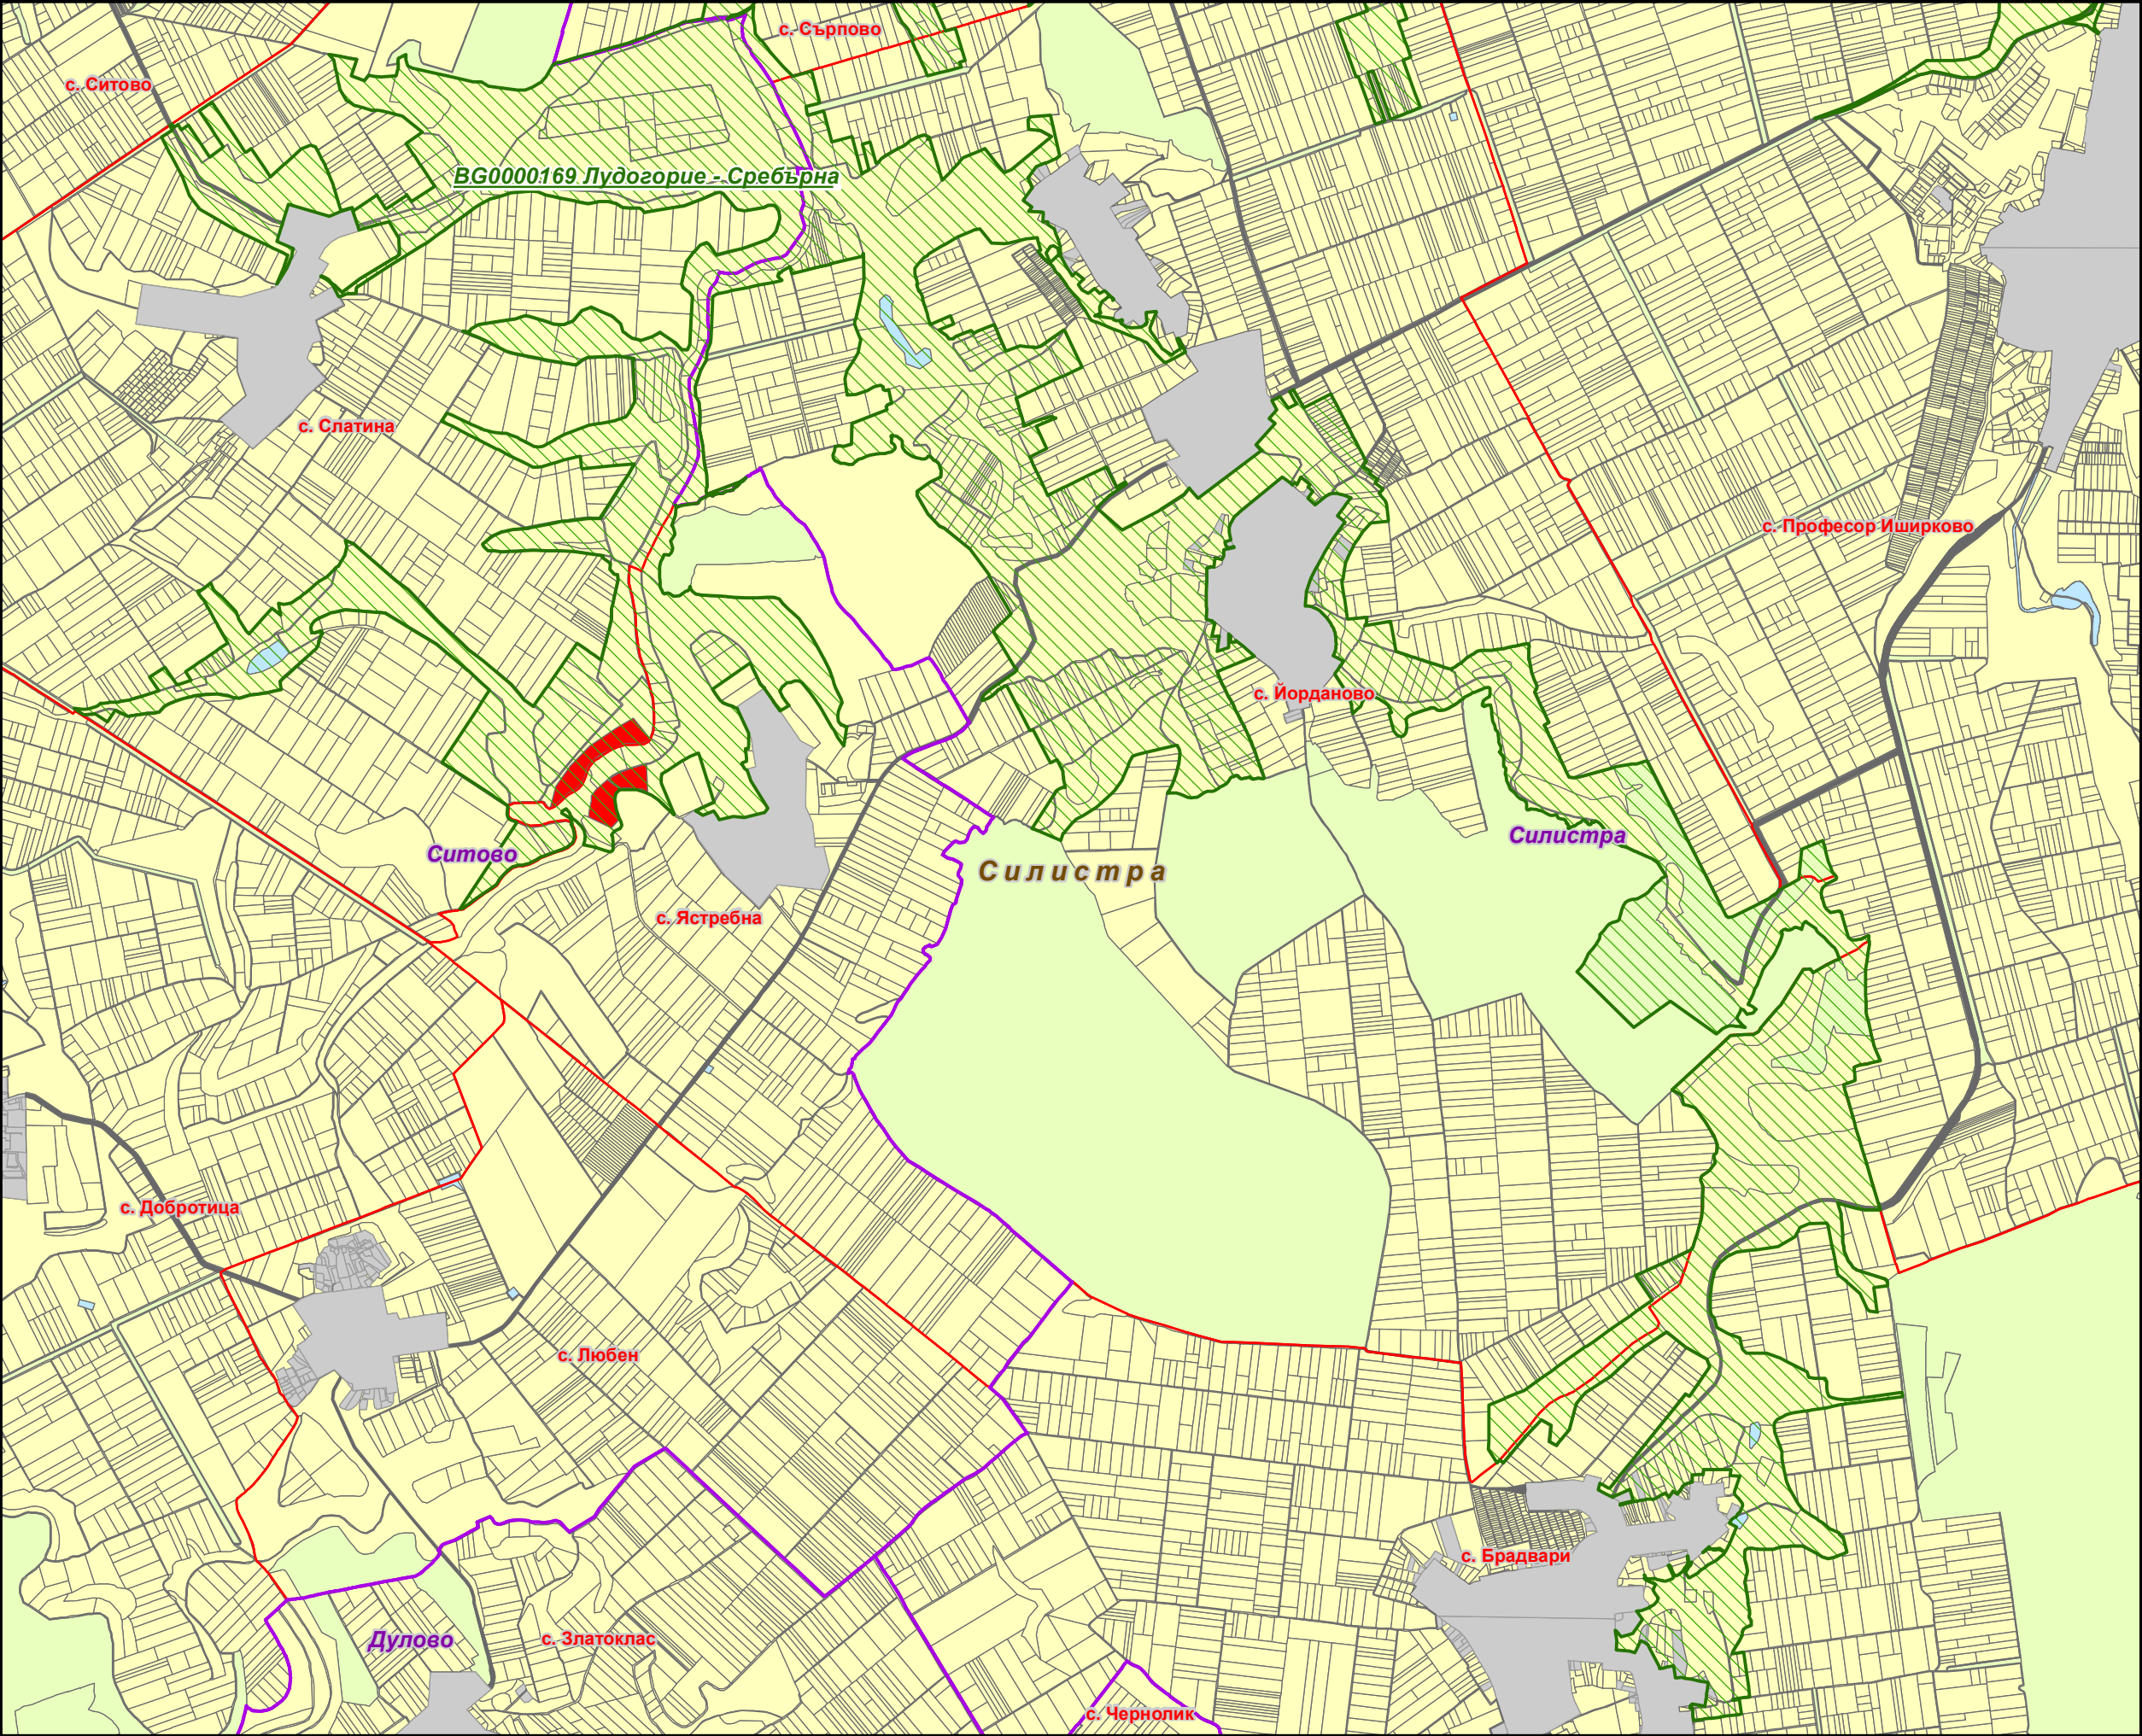 с. Сърпово
с. Ситово
BG0000169 Лудогорие - Сребърна
с. Слатина
с. Професор Иширково
с. Йорданово
Силистра
Ситово
Силистра
с. Ястребна
с. Добротица
с. Любен
с. Брадвари
с. Златоклас
Дулово
с. Чернолик